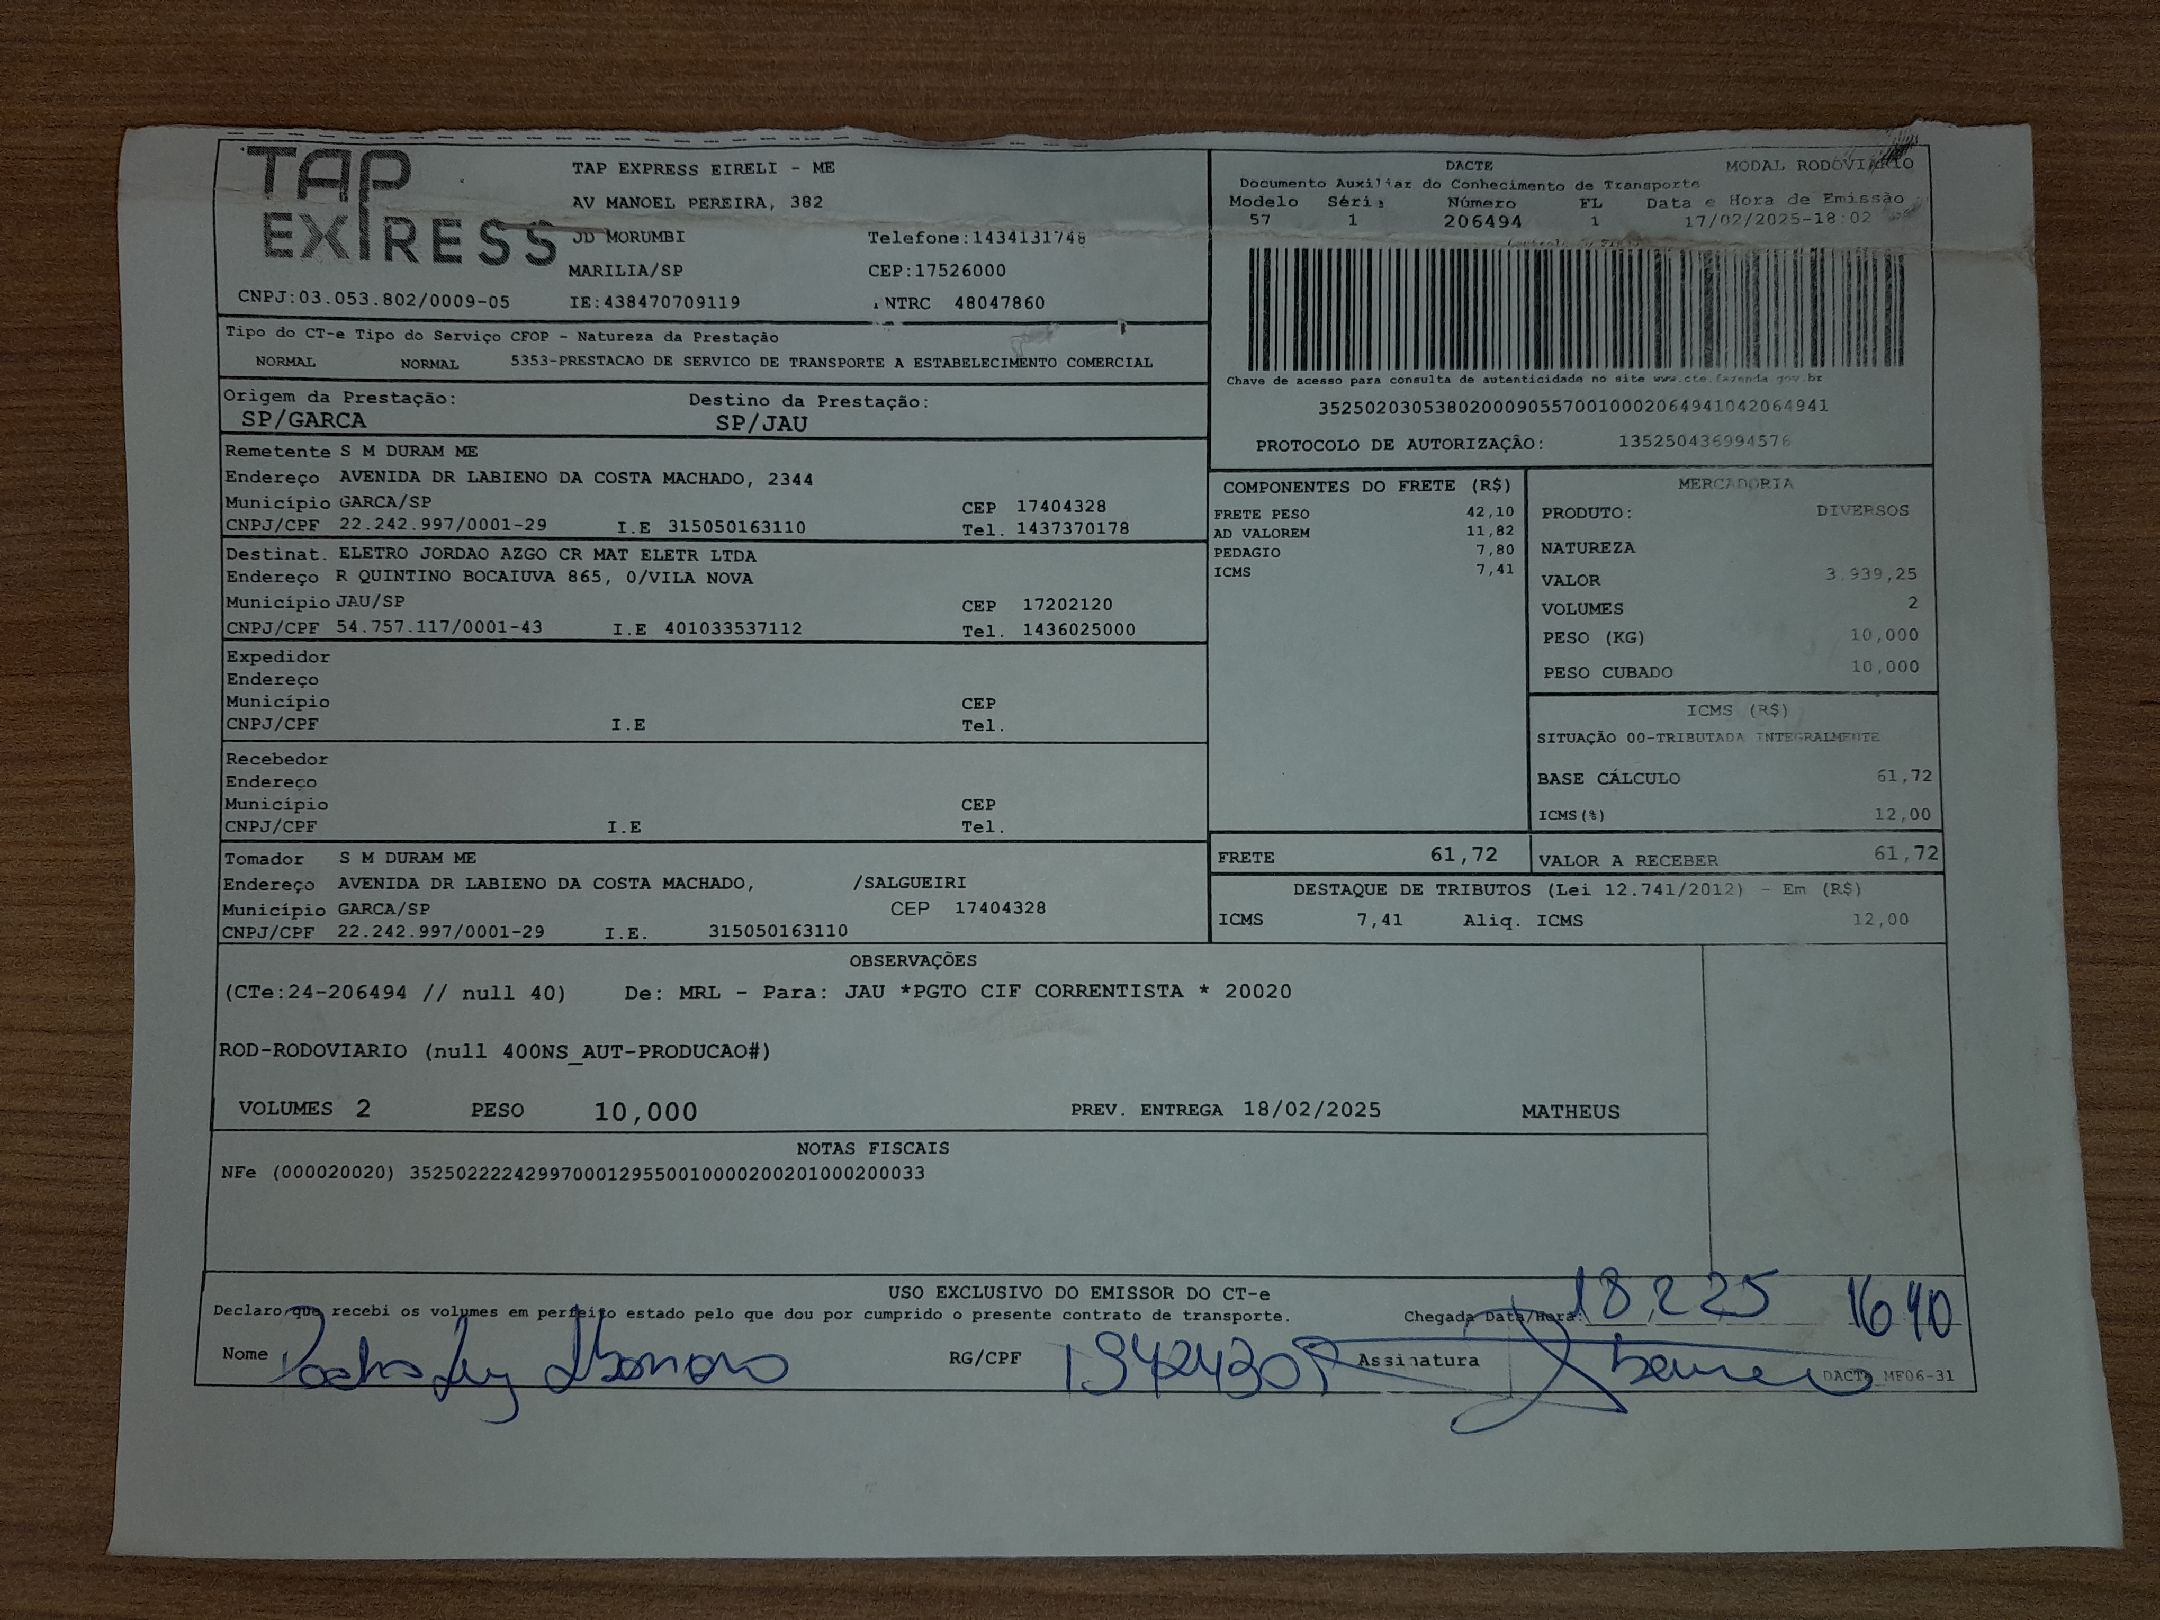 TAP EXPRESS
TAP EXPRESS EIRELI - ME
AV MANOEL PEREIRA, 382
JD MORUMBI Telefone:1434131748
MARILIA/SP CEP:17526000
CNPJ:03.053.802/0009-05 IE:438470709119 NTRC 48047860
DACTE MODAL RODOVIÁRIO
Documento Auxiliar do Conhecimento de Transporte
Modelo Série Número FL Data e Hora de Emissão
57 1 206494 1 17/02/2025-18:02
Chave de acesso para consulta de autenticidade no site www.cte.fazenda.gov.br
35250203053802000905570010002064941042064941
PROTOCOLO DE AUTORIZAÇÃO: 135250436994576
Tipo do CT-e Tipo do Serviço CFOP - Natureza da Prestação
NORMAL NORMAL 5353-PRESTACAO DE SERVICO DE TRANSPORTE A ESTABELECIMENTO COMERCIAL
Origem da Prestação: Destino da Prestação:
SP/GARCA SP/JAU
Remetente S M DURAM ME
Endereço AVENIDA DR LABIENO DA COSTA MACHADO, 2344
Município GARCA/SP CEP 17404328
CNPJ/CPF 22.242.997/0001-29 I.E 315050163110 Tel. 1437370178
Destinat. ELETRO JORDAO AZGO CR MAT ELETR LTDA
Endereço R QUINTINO BOCAIUVA 865, 0/VILA NOVA
Município JAU/SP CEP 17202120
CNPJ/CPF 54.757.117/0001-43 I.E 401033537112 Tel. 1436025000
Expedidor
Endereço
Município CEP
CNPJ/CPF I.E Tel.
Recebedor
Endereço
Município CEP
CNPJ/CPF I.E Tel.
Tomador S M DURAM ME
Endereço AVENIDA DR LABIENO DA COSTA MACHADO, /SALGUEIRI
Município GARCA/SP CEP 17404328
CNPJ/CPF 22.242.997/0001-29 I.E. 315050163110
COMPONENTES DO FRETE (R$)
FRETE PESO 42,10
AD VALOREM 11,82
PEDAGIO 7,80
ICMS 7,41
MERCADORIA
PRODUTO: DIVERSOS
NATUREZA
VALOR 3.939,25
VOLUMES 2
PESO (KG) 10,000
PESO CUBADO 10,000
ICMS (R$)
SITUAÇÃO 00-TRIBUTADA INTEGRALMENTE
BASE CÁLCULO 61,72
ICMS(%) 12,00
FRETE 61,72 VALOR A RECEBER 61,72
DESTAQUE DE TRIBUTOS (Lei 12.741/2012) - Em (R$)
ICMS 7,41 Aliq. ICMS 12,00
OBSERVAÇÕES
(CTe:24-206494 // null 40) De: MRL - Para: JAU *PGTO CIF CORRENTISTA * 20020
ROD-RODOVIARIO (null 400NS_AUT-PRODUCAO#)
VOLUMES 2 PESO 10,000 PREV. ENTREGA 18/02/2025 MATHEUS
NOTAS FISCAIS
NFe (000020020) 35250222242997000129550010000200201000200033
USO EXCLUSIVO DO EMISSOR DO CT-e
Declaro que recebi os volumes em perfeito estado pelo que dou por cumprido o presente contrato de transporte. Chegada Data/Hora: 18 2 25 1640
Nome RG/CPF Assinatura
DACTE_MF06-31